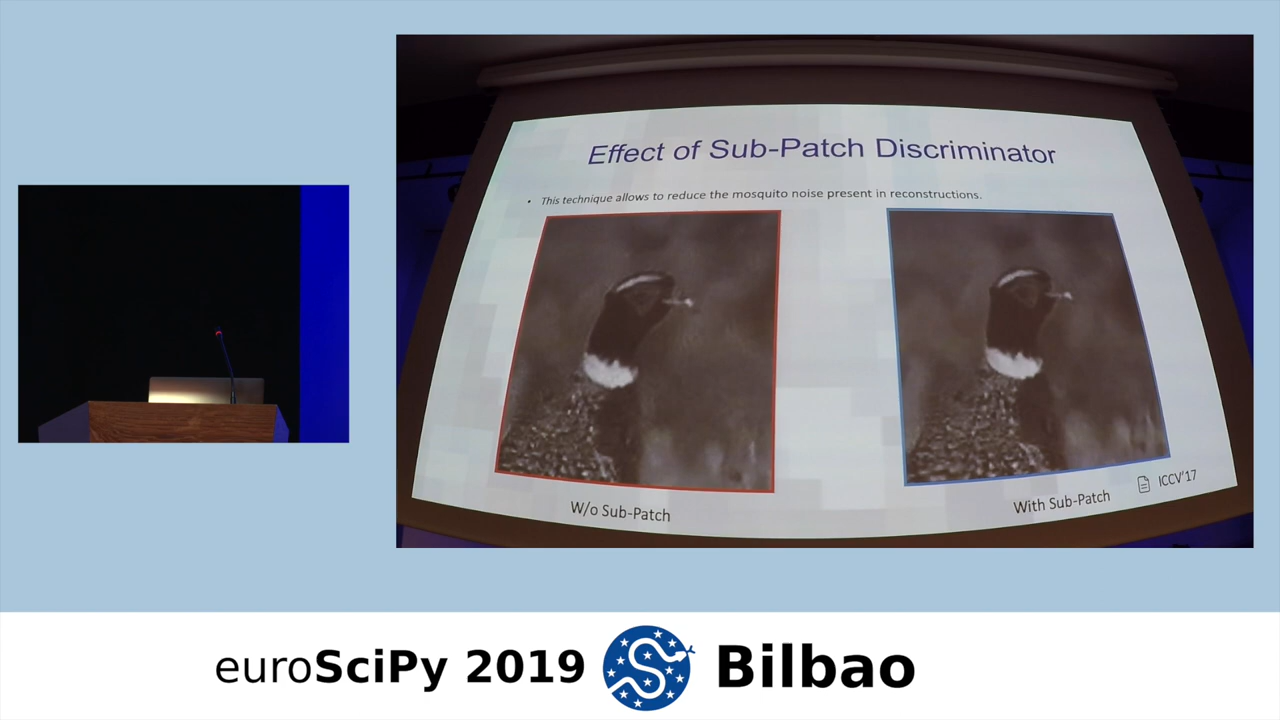 Effect of Sub-Patch Discriminator
• This technique allows to reduce the mosquito noise present in reconstructions.
W/o Sub-Patch
With Sub-Patch
ICCV'17
euroSciPy 2019 Bilbao